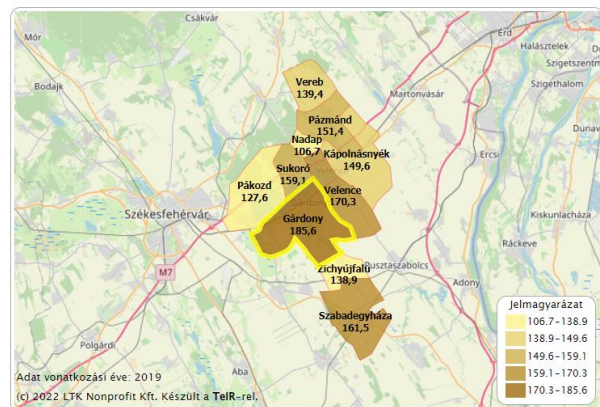 Csákvár
Mór
Bodajk
Érd
Halásztelek
Szigetszentm
Szigethalom
Martonvásár
Vereb
139,4
Pázmánd
151,4
Nadap
106,7
Kápolnásnyék
149,6
Sukoró
159,1
Pákozd
127,6
Velence
170,3
Gárdony
185,6
Ercsi
Székesfehérvár
Kiskunlacháza
Ráckeve
Zichyújfalu
138,9
Pusztaszabolcs
Adony
M7
Szabadegyháza
161,5
Polgárdi
Aba
Jelmagyarázat
106.7-138.9
138.9-149.6
149.6-159.1
159.1-170.3
170.3-185.6
Adat vonatkozási éve: 2019
(c) 2022 LTK Nonprofit Kft. Készült a TeIR-rel.